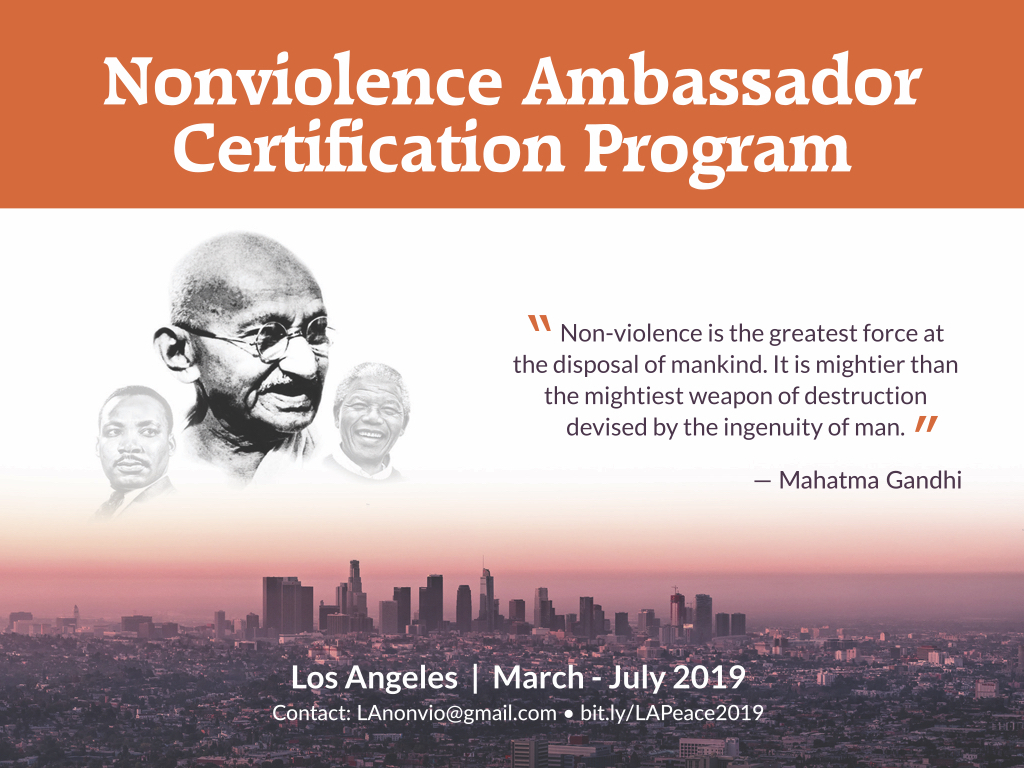 Nonviolence Ambassador
Certification Program
“ Non-violence is the greatest force at
the disposal of mankind. It is mightier than
the mightiest weapon of destruction
devised by the ingenuity of man. ”
— Mahatma Gandhi
Los Angeles | March - July 2019
Contact: LAnonvio@gmail.com • bit.ly/LAPeace2019